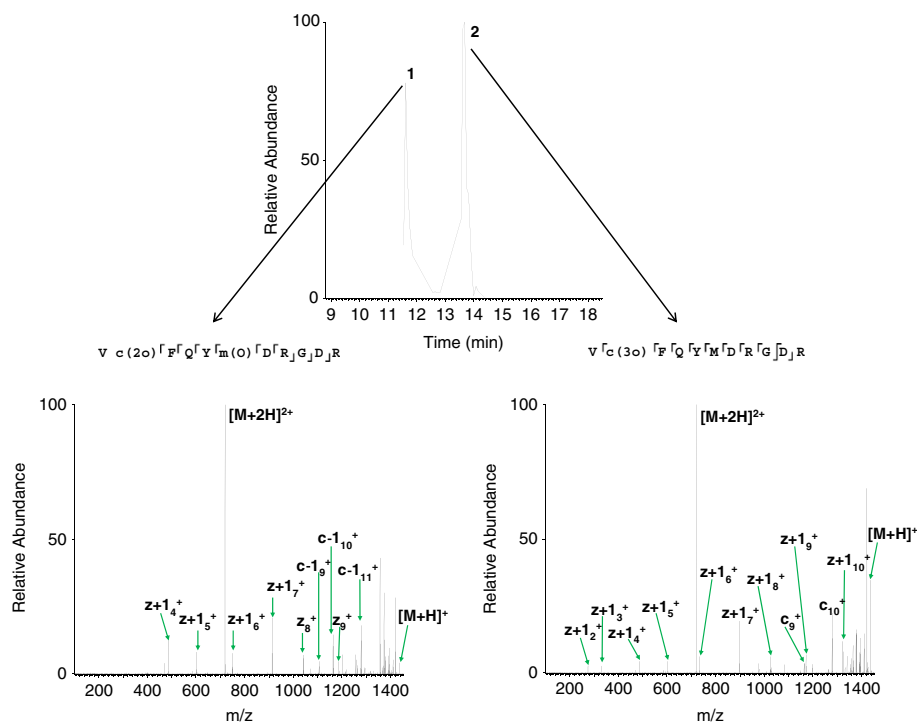 100
50
0
Relative Abundance
1
2
9 10 11 12 13 14 15 16 17 18
Time (min)
V c(2o)⌈F⌈Q⌈Y⌈m(O)⌈D⌈R⌋G⌋D⌋R
V⌈c(3o)⌈F⌈Q⌈Y⌈M⌈D⌈R⌈G⌋D⌋R
100
50
0
Relative Abundance
[M+2H]²⁺
z+1₄⁺
z+1₅⁺
z+1₆⁺
z+1₇⁺
z₈⁺
c-1₉⁺
c-1₁₀⁺
z₉⁺
c-1₁₁⁺
[M+H]⁺
200 400 600 800 1000 1200 1400
m/z
100
50
0
Relative Abundance
[M+2H]²⁺
z+1₂⁺
z+1₃⁺
z+1₄⁺
z+1₅⁺
z+1₆⁺
z+1₇⁺
z+1₈⁺
c₉⁺
z+1₉⁺
c₁₀⁺
z+1₁₀⁺
[M+H]⁺
200 400 600 800 1000 1200 1400
m/z